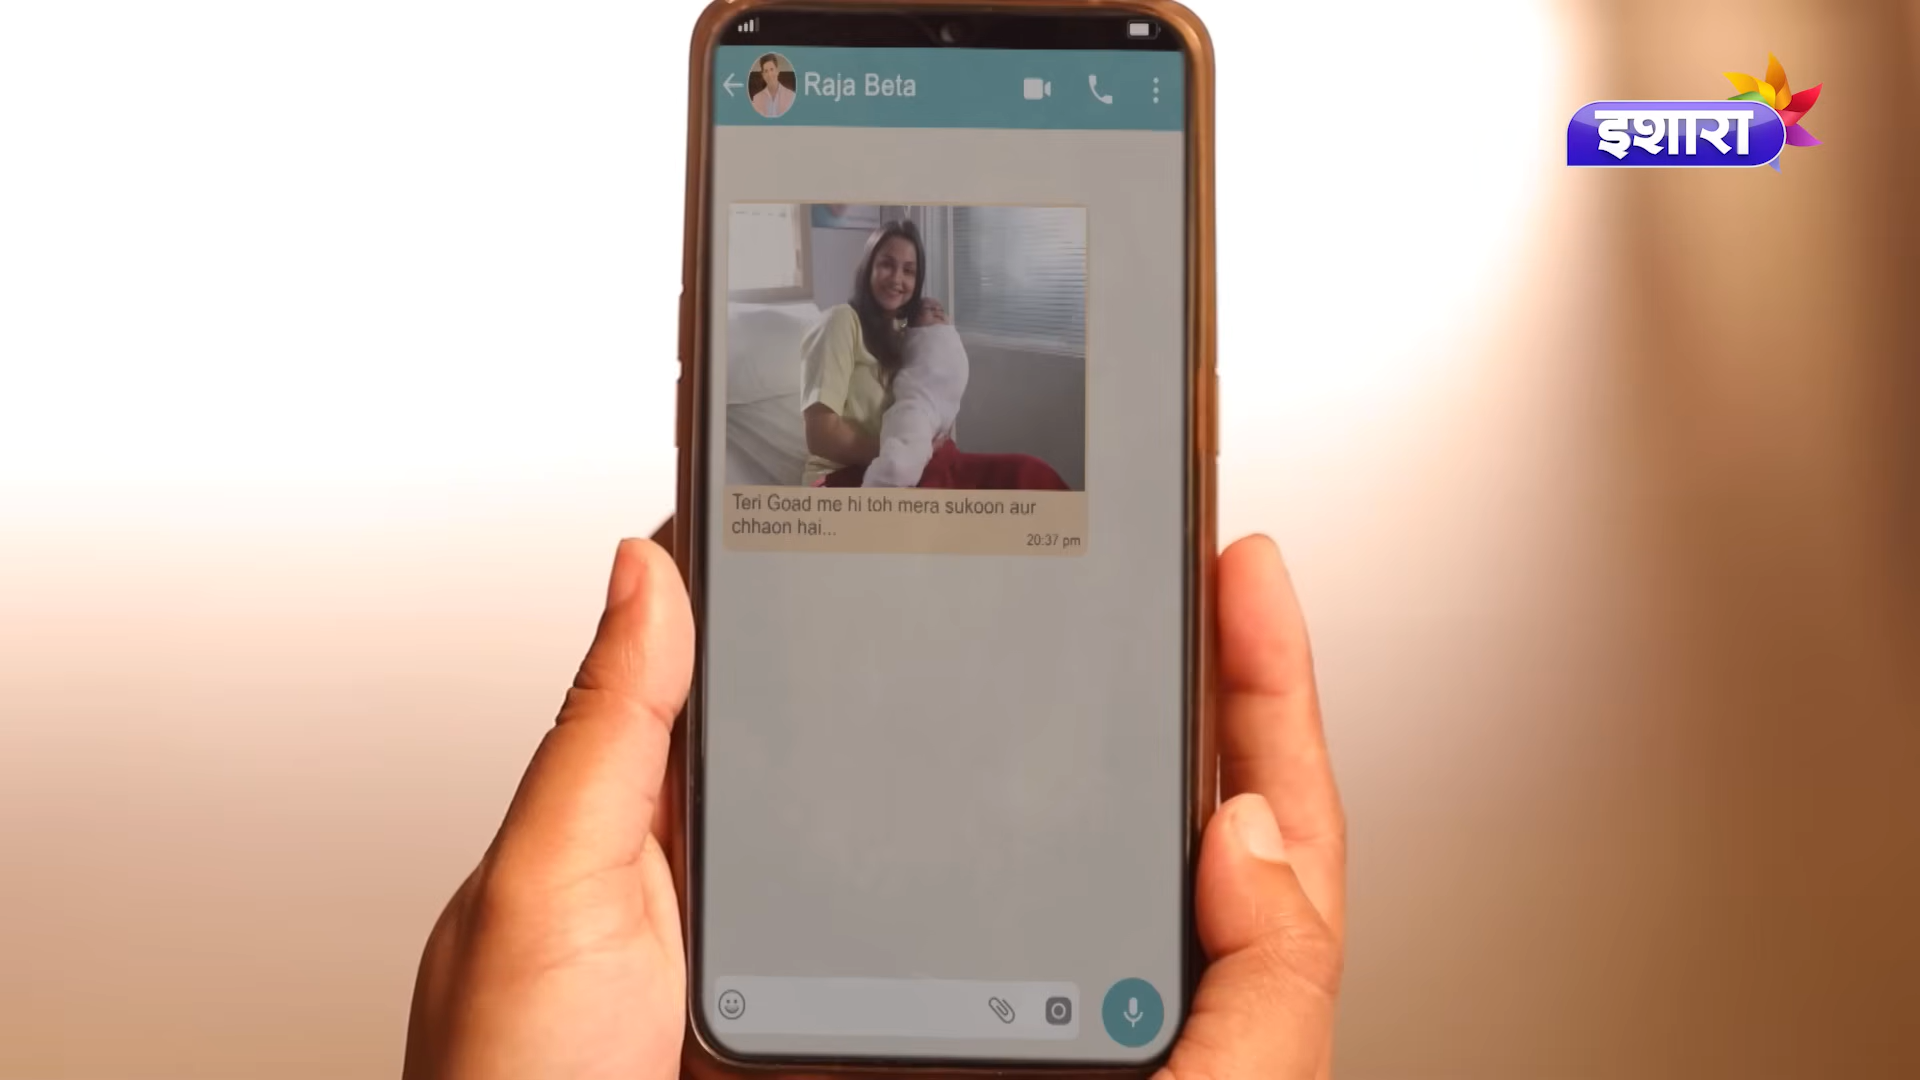 Raja Beta
इशारा
Teri Goad me hi toh mera sukoon aur
chhaon hai...
20:37 pm